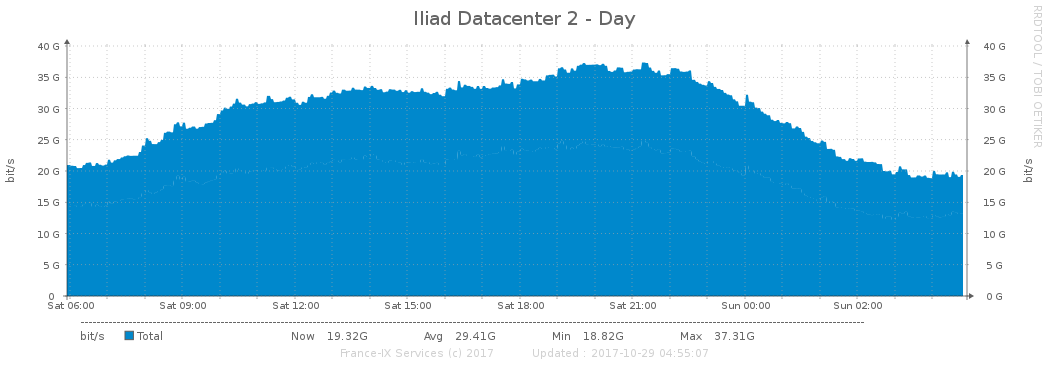 Iliad Datacenter 2 - Day
RRDTOOL / TOBI OETIKER
bit/s
40 G
35 G
30 G
25 G
20 G
15 G
10 G
5 G
0
40 G
35 G
30 G
25 G
20 G
15 G
10 G
5 G
0 G
bit/s
Sat 06:00 Sat 09:00 Sat 12:00 Sat 15:00 Sat 18:00 Sat 21:00 Sun 00:00 Sun 02:00
bit/s Total Now 19.32G Avg 29.41G Min 18.82G Max 37.31G
France-IX Services (c) 2017 Updated : 2017-10-29 04:55:07